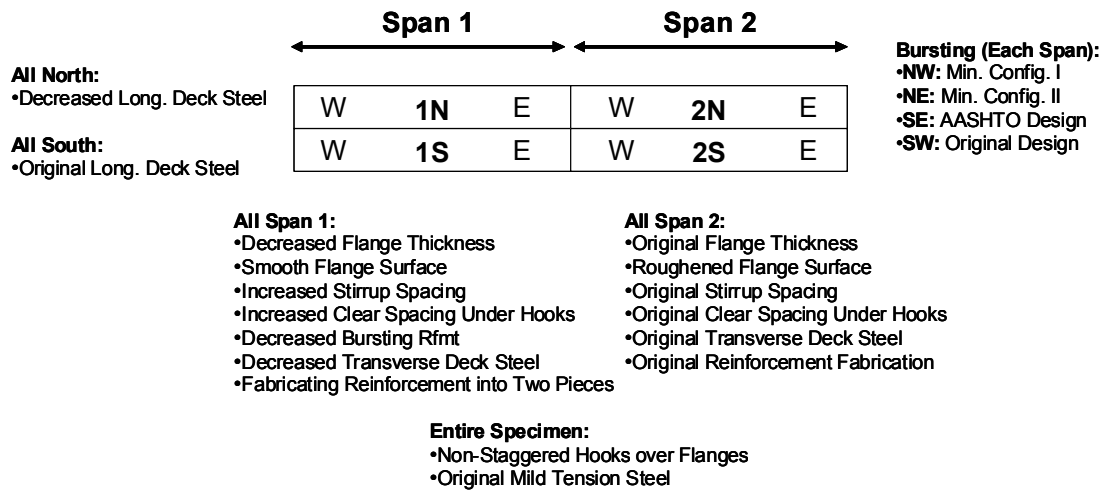 Span 1
Span 2
All North:
•Decreased Long. Deck Steel
All South:
•Original Long. Deck Steel
W 1N E W 2N E
W 1S E W 2S E
Bursting (Each Span):
•NW: Min. Config. I
•NE: Min. Config. II
•SE: AASHTO Design
•SW: Original Design
All Span 1:
•Decreased Flange Thickness
•Smooth Flange Surface
•Increased Stirrup Spacing
•Increased Clear Spacing Under Hooks
•Decreased Bursting Rfmt
•Decreased Transverse Deck Steel
•Fabricating Reinforcement into Two Pieces
All Span 2:
•Original Flange Thickness
•Roughened Flange Surface
•Original Stirrup Spacing
•Original Clear Spacing Under Hooks
•Original Transverse Deck Steel
•Original Reinforcement Fabrication
Entire Specimen:
•Non-Staggered Hooks over Flanges
•Original Mild Tension Steel